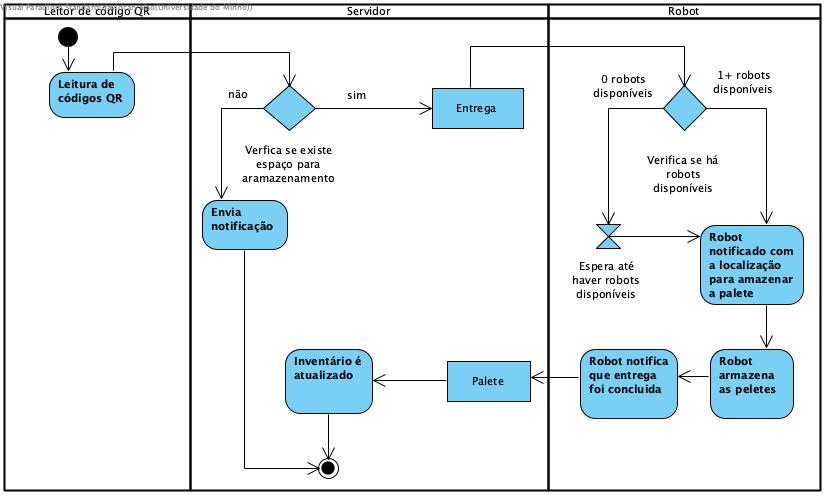 Visual Paradigm Standard
(Universidade do Minho))
Leitor de código QR
Servidor
Robot
Leitura de
códigos QR
não
sim
Verfica se existe
espaço para
aramazenamento
Entrega
Envia
notificação
0 robots
disponíveis
1+ robots
disponíveis
Verifica se há
robots
disponíveis
Espera até
haver robots
disponíveis
Robot
notificado com
a localização
para amazenar
a palete
Robot
armazena
as peletes
Robot notifica
que entrega
foi concluida
Palete
Inventário é
atualizado